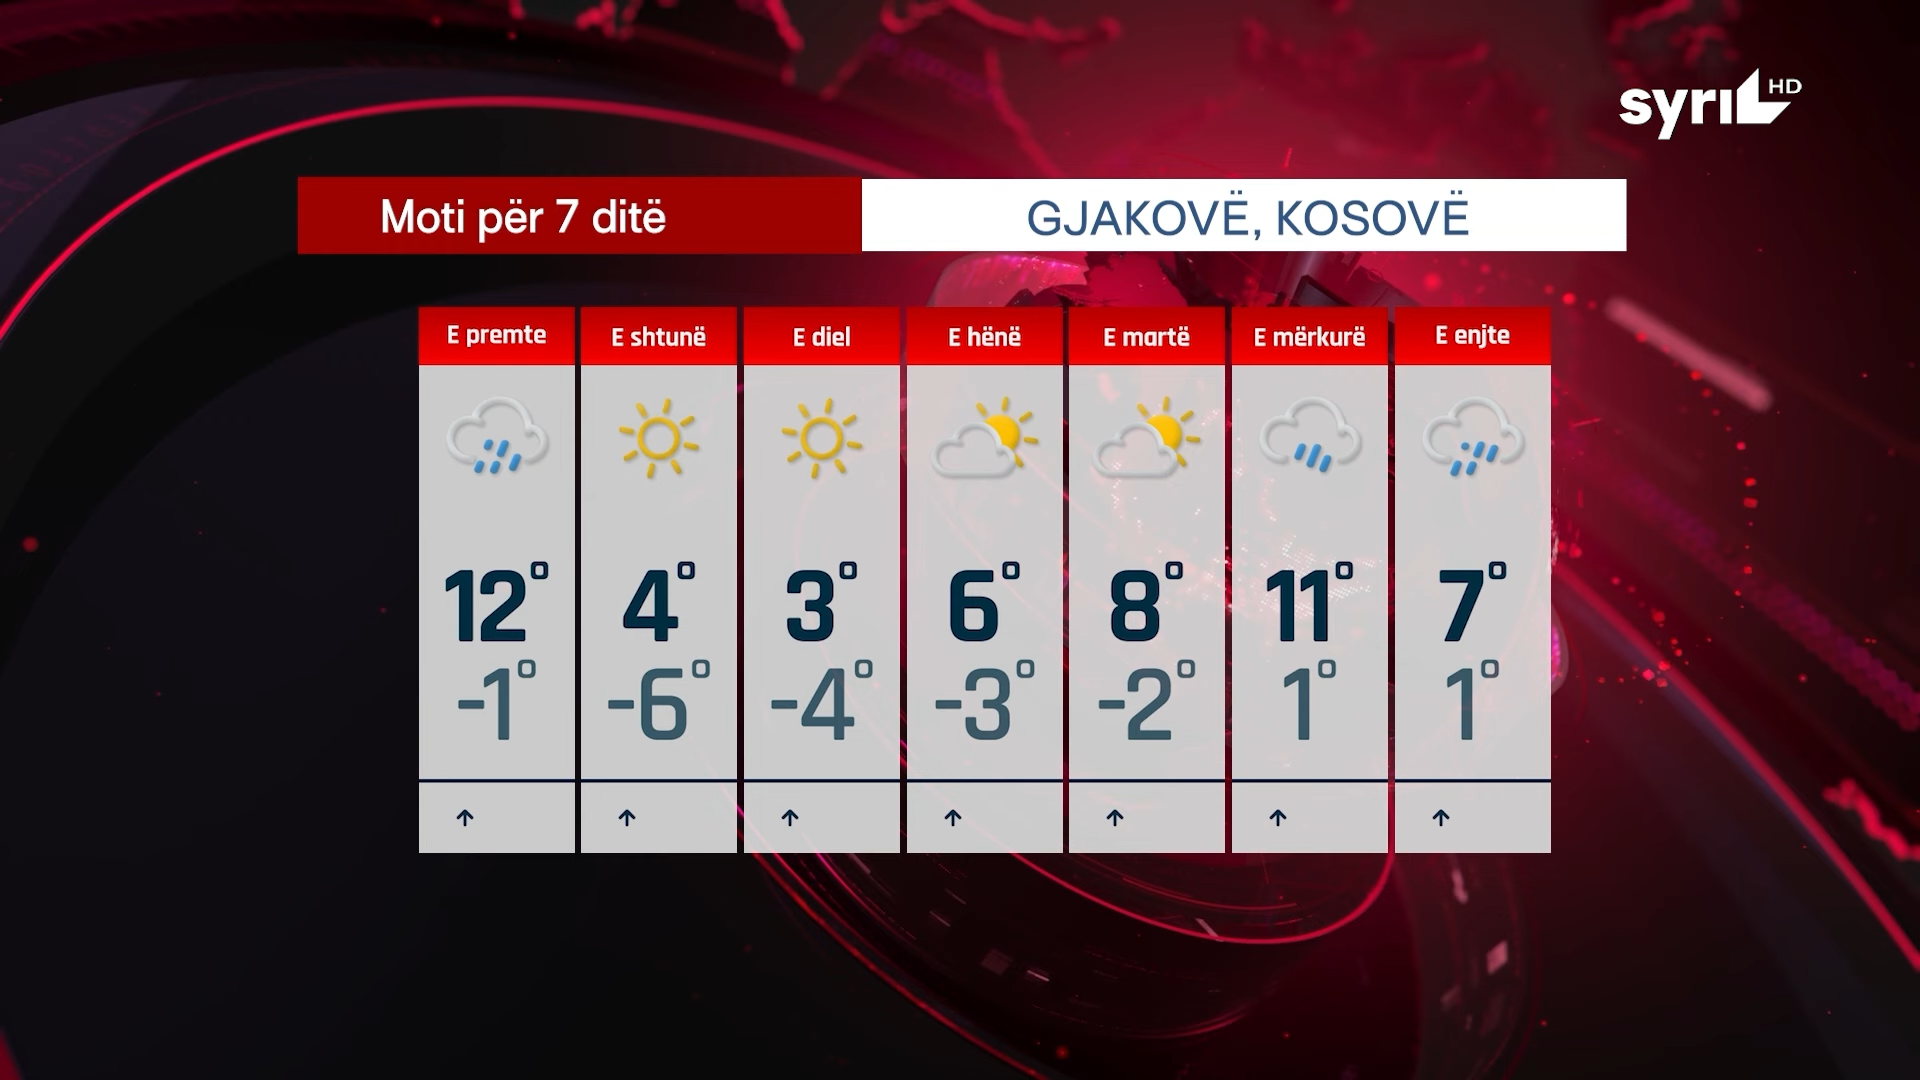 syri HD
Moti për 7 ditë
GJAKOVË, KOSOVË
E premte E shtunë E diel E hënë E martë E mërkurë E enjte
12° 4° 3° 6° 8° 11° 7°
-1° -6° -4° -3° -2° 1° 1°
↑ ↑ ↑ ↑ ↑ ↑ ↑